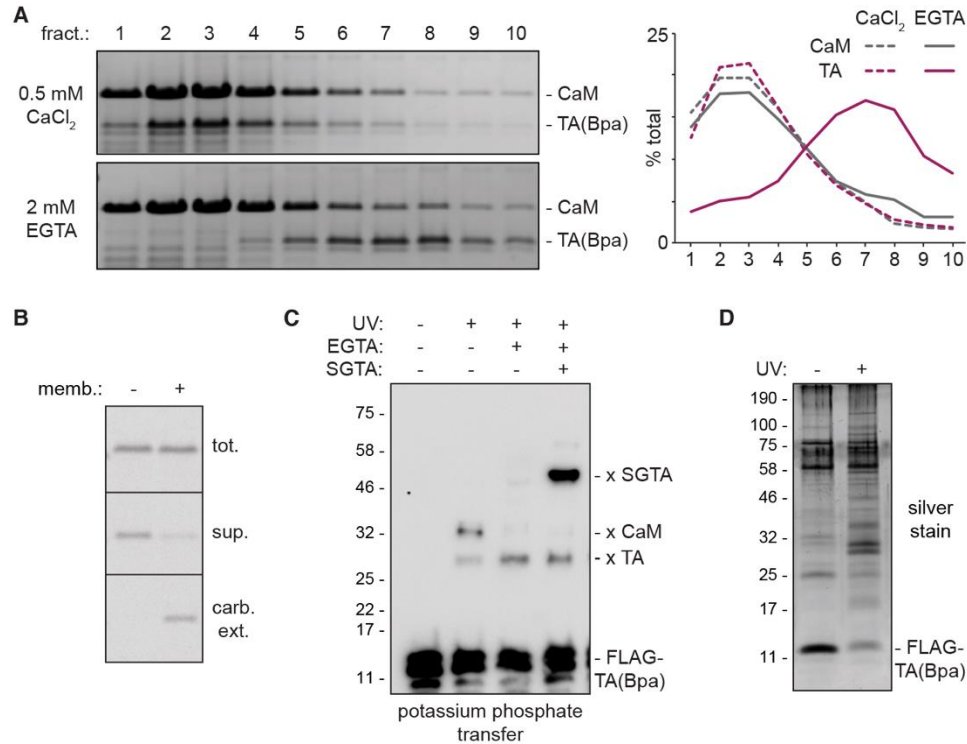 A
fract.: 1 2 3 4 5 6 7 8 9 10
0.5 mM
CaCl₂
- CaM
- TA(Bpa)
2 mM
EGTA
- CaM
- TA(Bpa)
CaCl₂ EGTA
CaM
TA
25
% total
0
1 2 3 4 5 6 7 8 9 10
B
memb.: - +
tot.
sup.
carb.
ext.
C
UV: - + + +
EGTA: - - + +
SGTA: - - - +
75 -
58 -
46 -
32 -
25 -
22 -
17 -
11 -
- x SGTA
- x CaM
- x TA
- FLAG-
TA(Bpa)
potassium phosphate
transfer
D
UV: - +
190 -
100 -
75 -
58 -
46 -
32 -
25 -
17 -
11 -
silver
stain
- FLAG-
TA(Bpa)